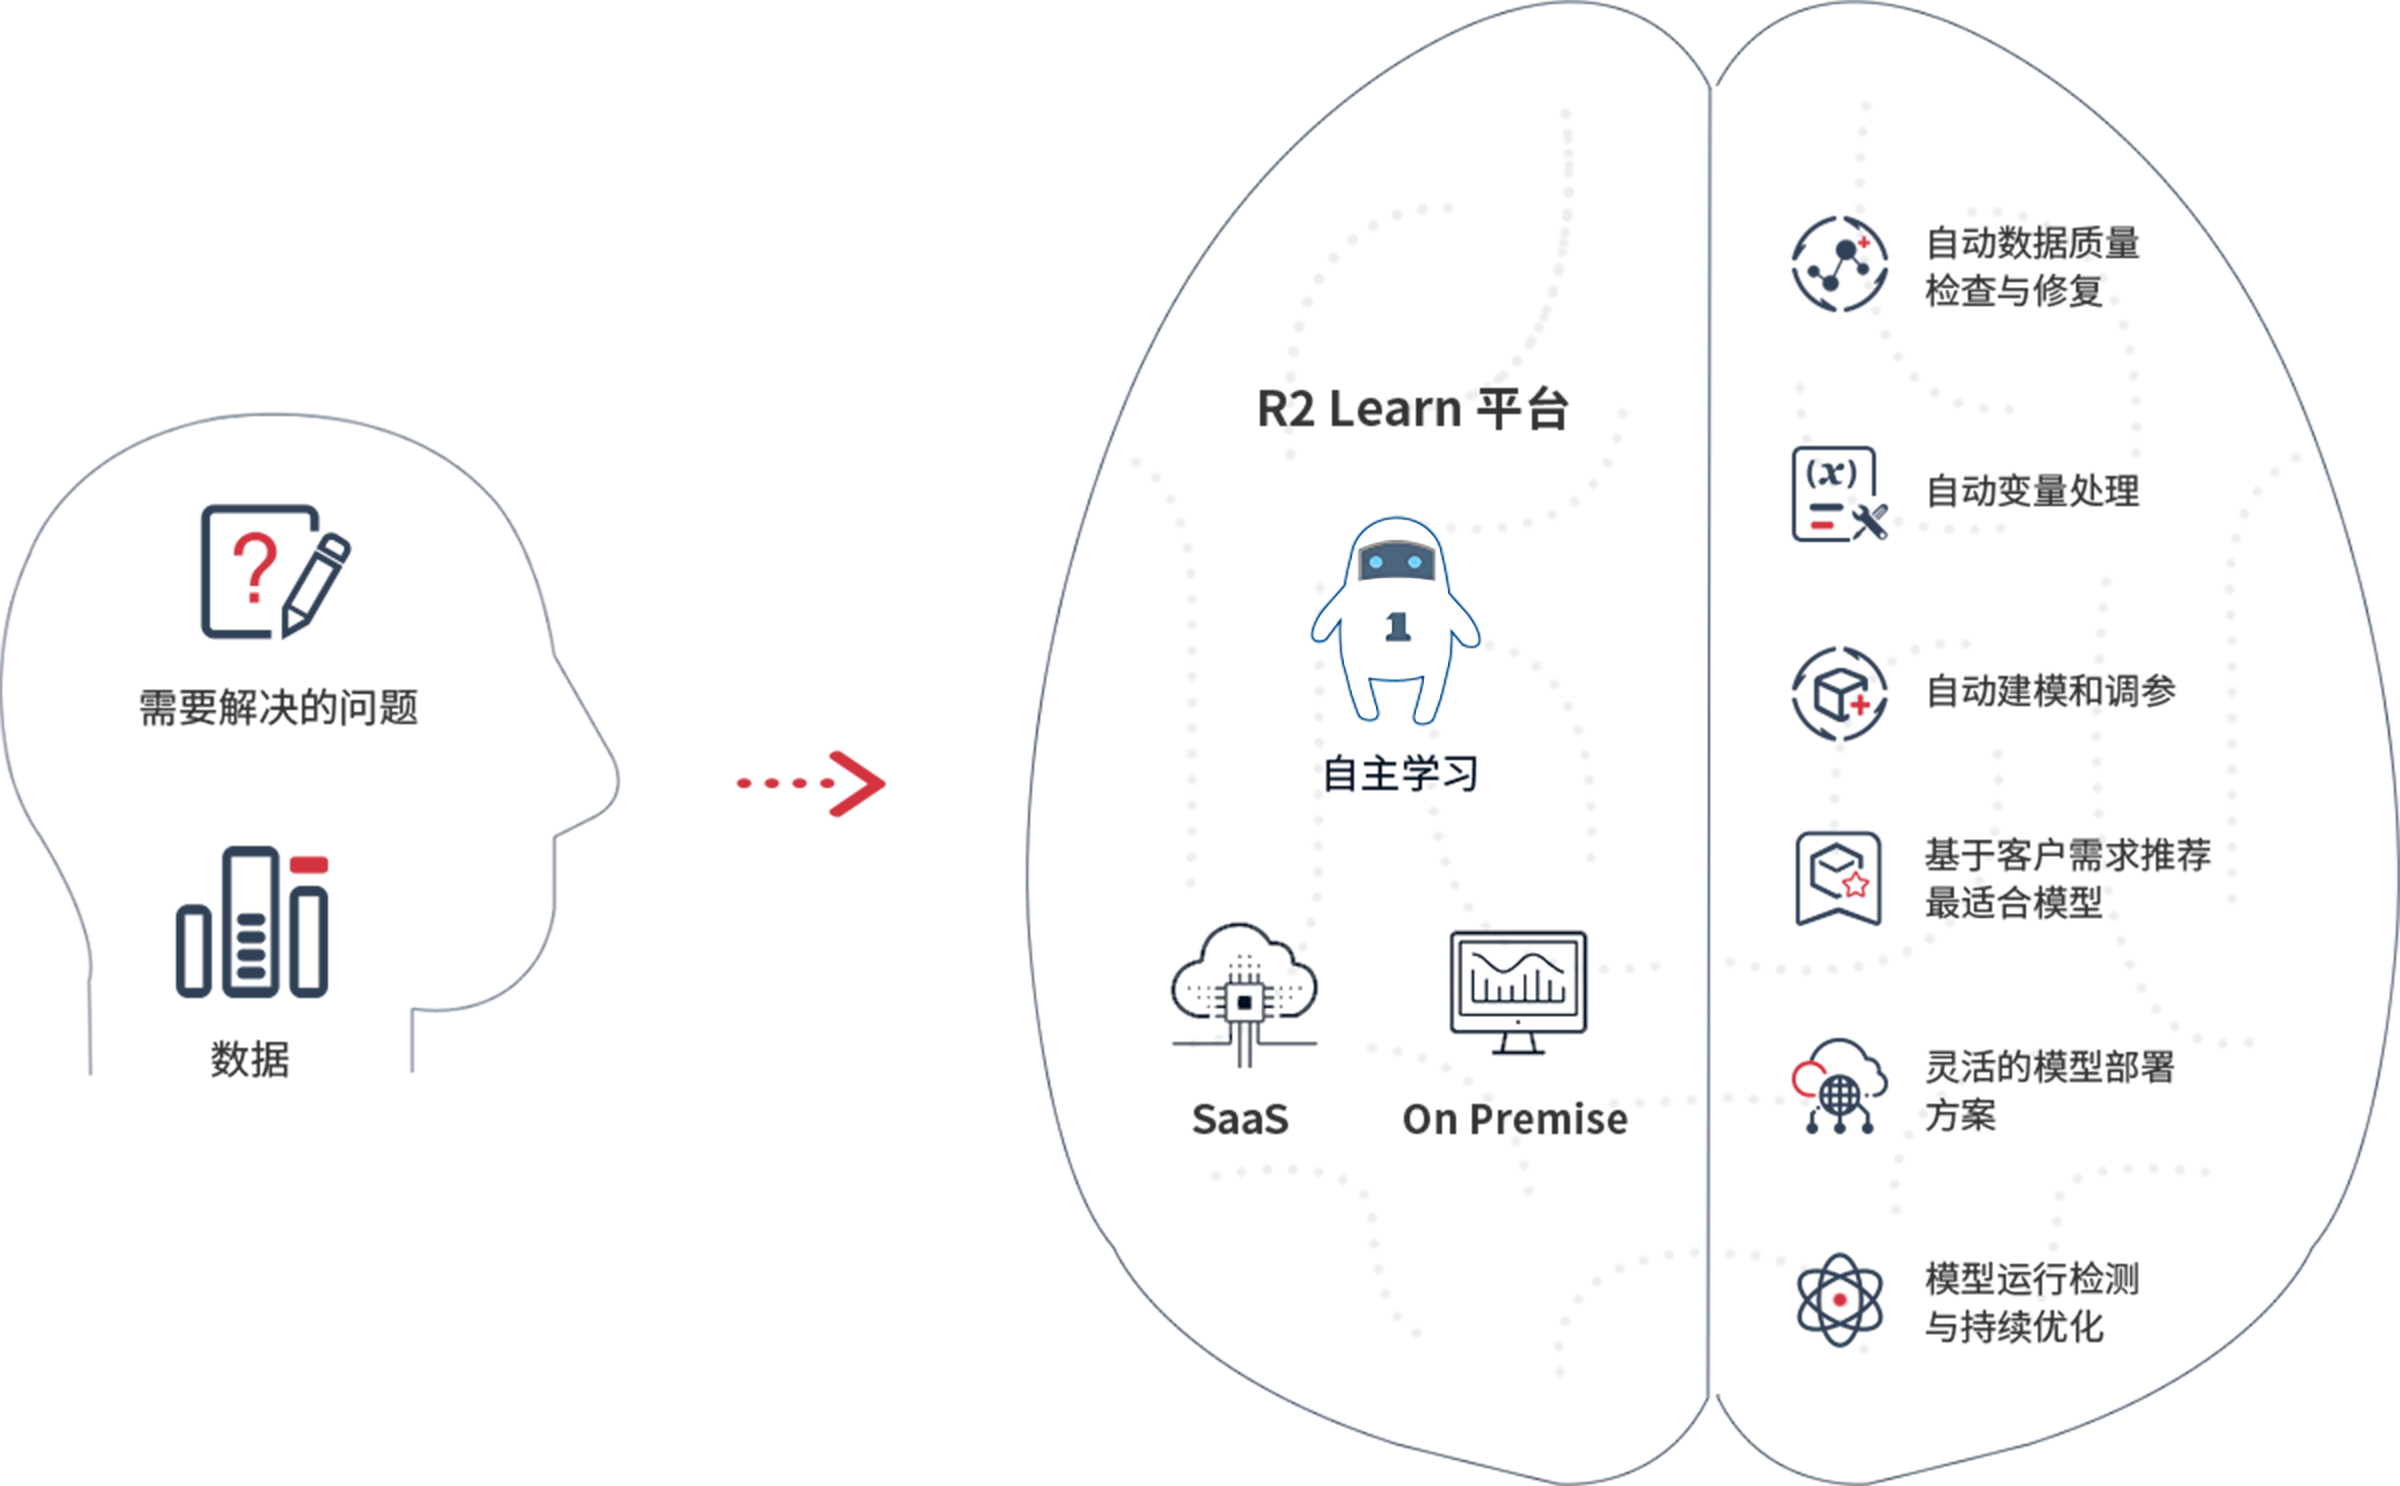 需要解决的问题
数据
R2 Learn 平台
1
自主学习
SaaS
On Premise
自动数据质量
检查与修复
(x)
自动变量处理
自动建模和调参
基于客户需求推荐
最适合模型
灵活的模型部署
方案
模型运行检测
与持续优化